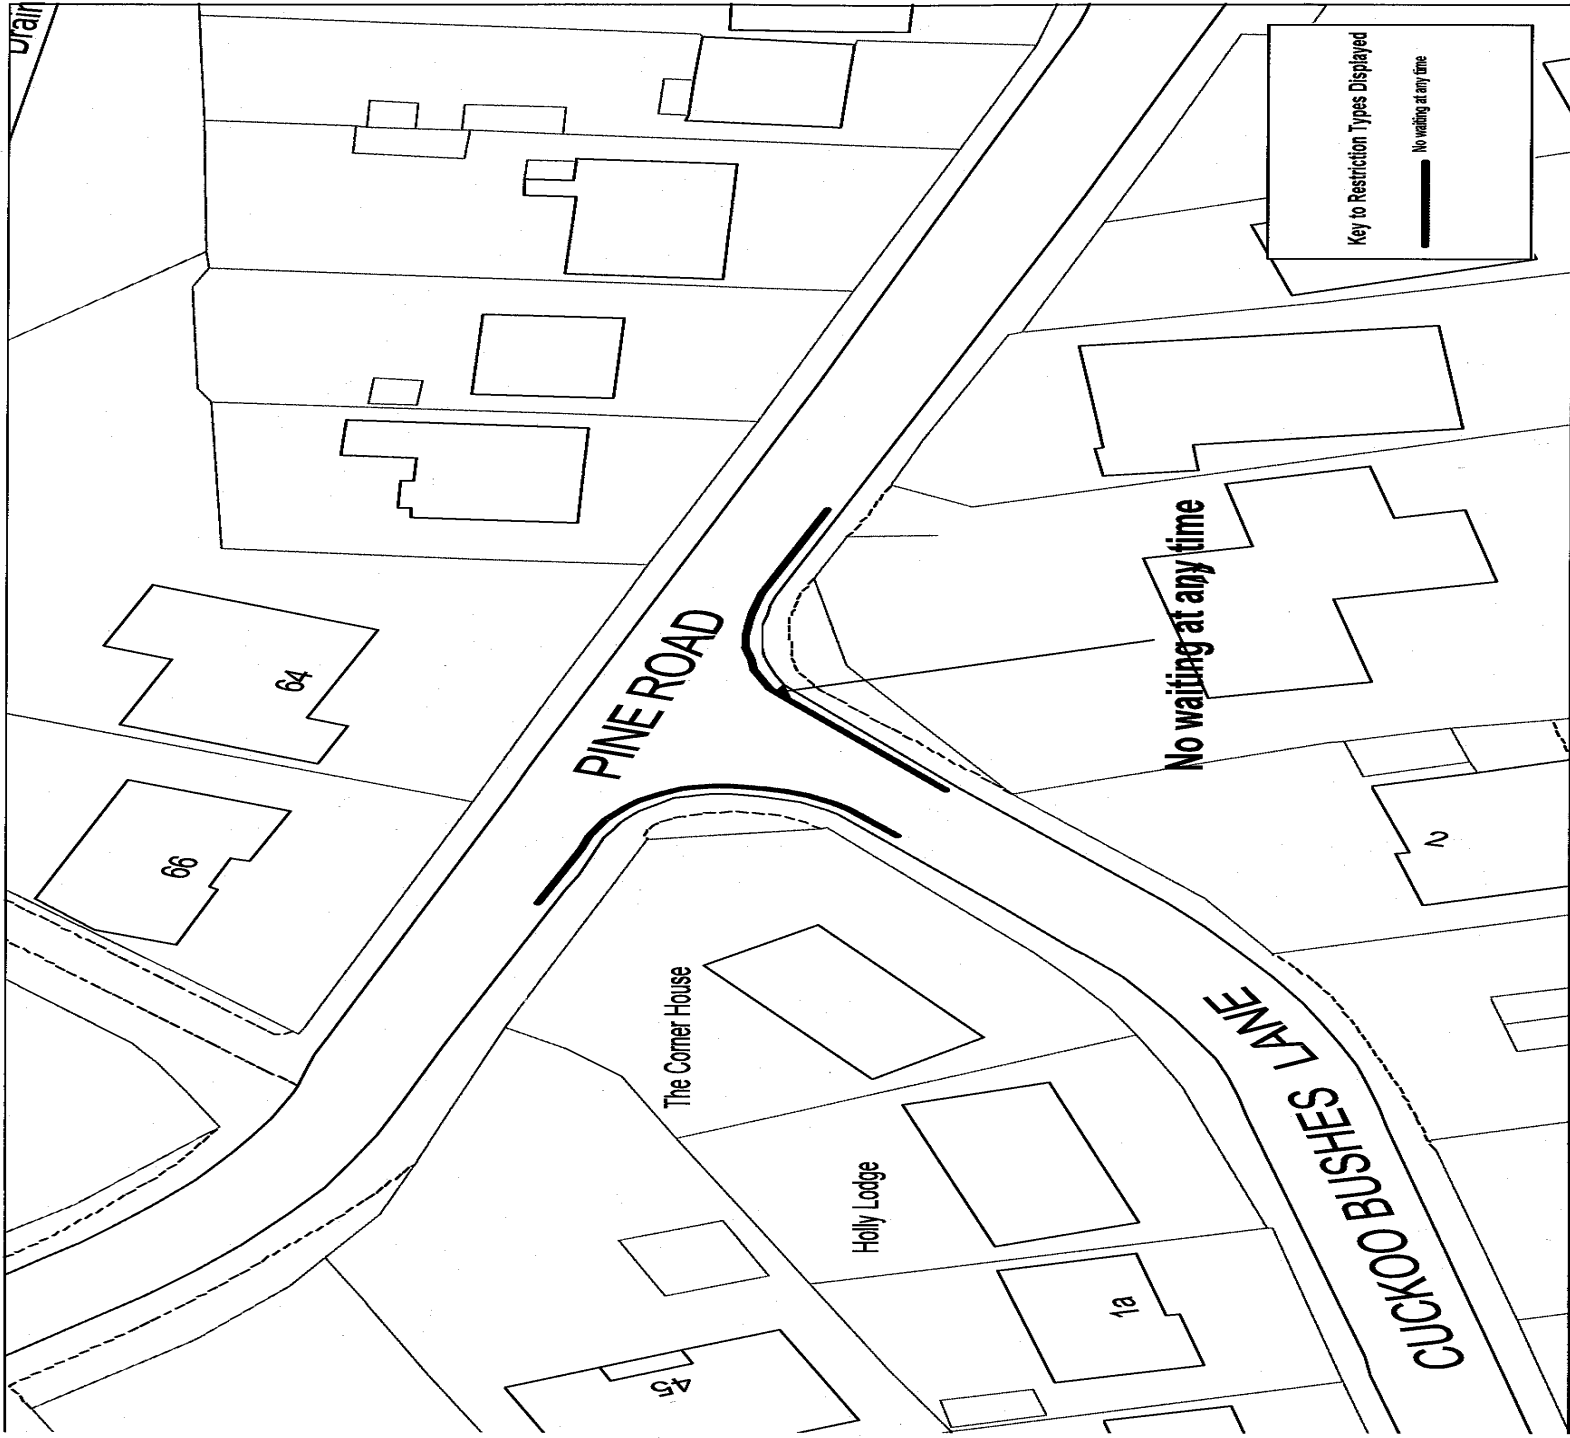 Drain
Key to Restriction Types Displayed
No waiting at any time
No waiting at any time
PINE ROAD
64
66
2
The Corner House
CUCKOO BUSHES LANE
Holly Lodge
1a
45